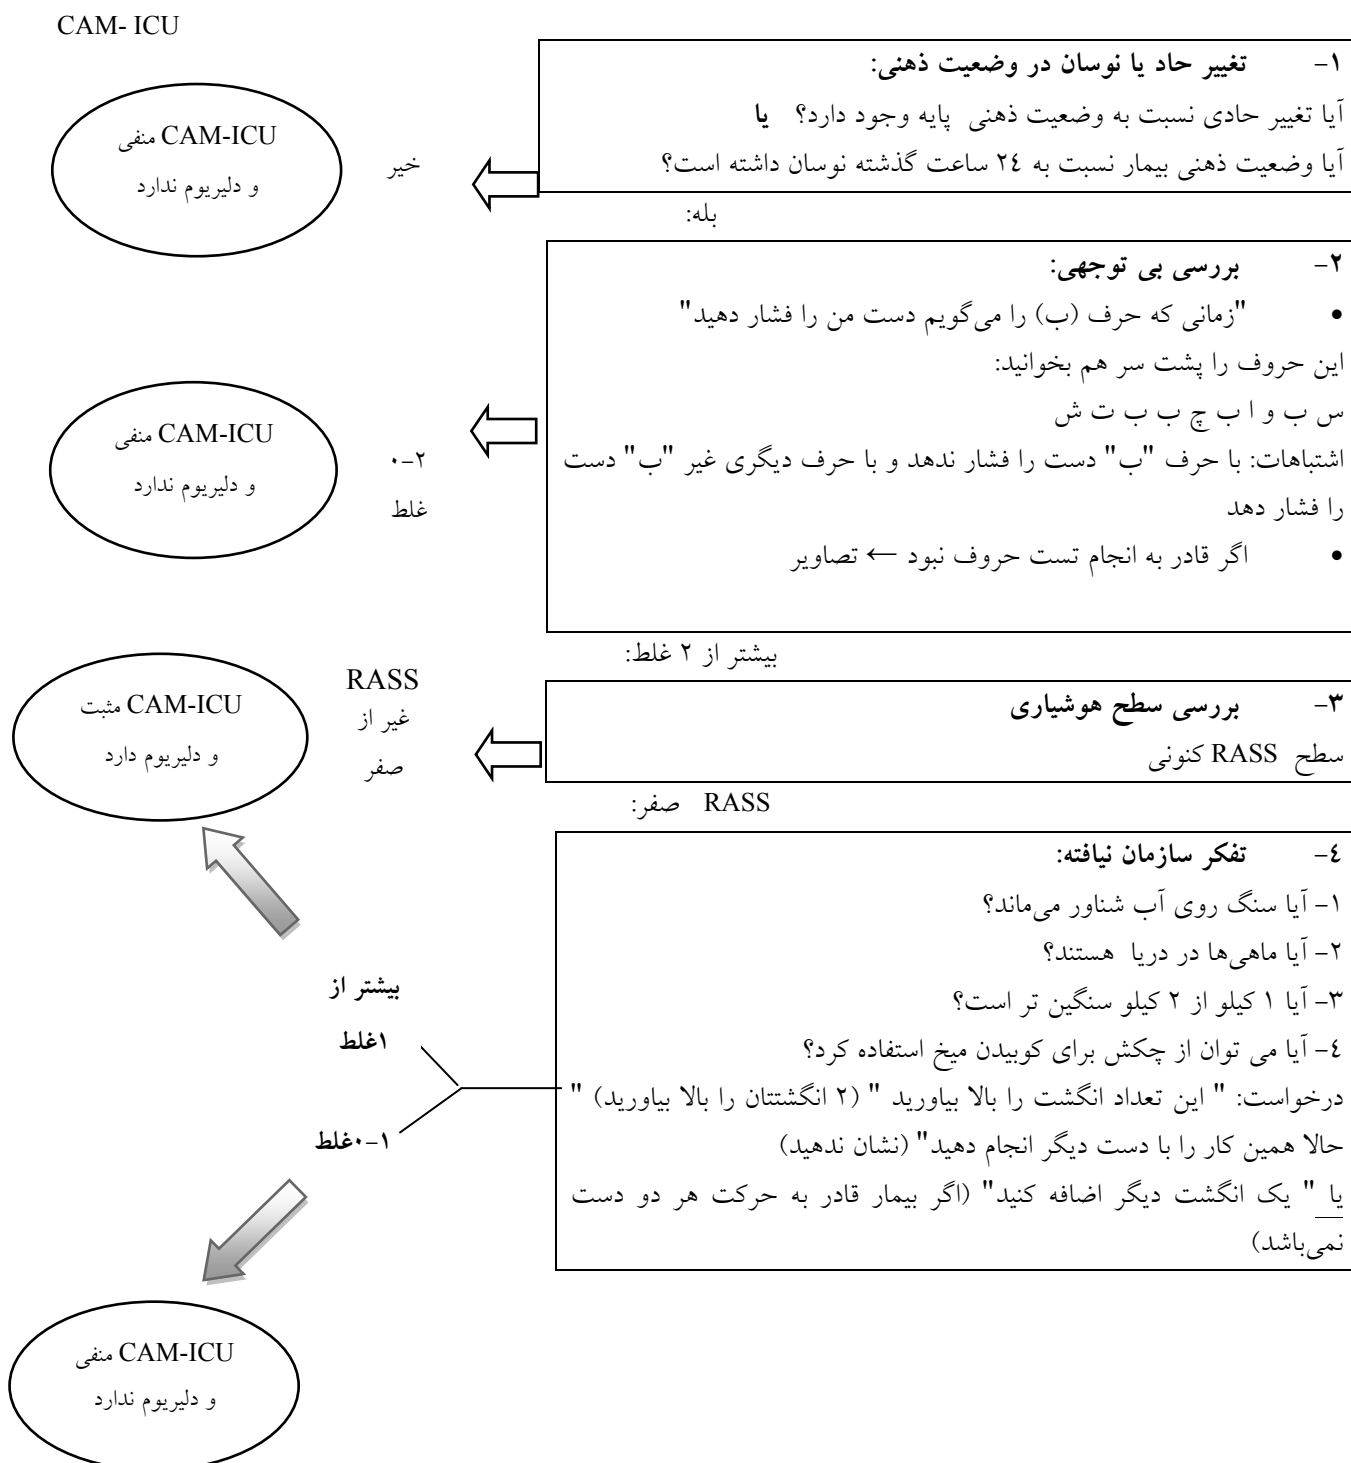 CAM- ICU
۱- تغییر حاد یا نوسان در وضعیت ذهنی:
آیا تغییر حادی نسبت به وضعیت ذهنی پایه وجود دارد؟ یا
آیا وضعیت ذهنی بیمار نسبت به ۲٤ ساعت گذشته نوسان داشته است؟
خیر
CAM-ICU منفی
و دلیریوم ندارد
بله:
۲- بررسی بی توجهی:
• "زمانی که حرف (ب) را می‌گویم دست من را فشار دهید"
این حروف را پشت سر هم بخوانید:
س ب و ا ب چ ب ب ت ش
اشتباهات: با حرف "ب" دست را فشار ندهد و با حرف دیگری غیر "ب" دست
را فشار دهد
• اگر قادر به انجام تست حروف نبود ← تصاویر
۰-۲
غلط
CAM-ICU منفی
و دلیریوم ندارد
بیشتر از ۲ غلط:
۳- بررسی سطح هوشیاری
سطح RASS کنونی
RASS
غیر از
صفر
CAM-ICU مثبت
و دلیریوم دارد
RASS صفر:
٤- تفکر سازمان نیافته:
۱- آیا سنگ روی آب شناور می‌ماند؟
۲- آیا ماهی‌ها در دریا هستند؟
۳- آیا ۱ کیلو از ۲ کیلو سنگین تر است؟
٤- آیا می توان از چکش برای کوبیدن میخ استفاده کرد؟
درخواست: " این تعداد انگشت را بالا بیاورید " (۲ انگشتتان را بالا بیاورید) "
حالا همین کار را با دست دیگر انجام دهید" (نشان ندهید)
یا " یک انگشت دیگر اضافه کنید" (اگر بیمار قادر به حرکت هر دو دست
نمی‌باشد)
بیشتر از
۱غلط
۰-۱غلط
CAM-ICU منفی
و دلیریوم ندارد